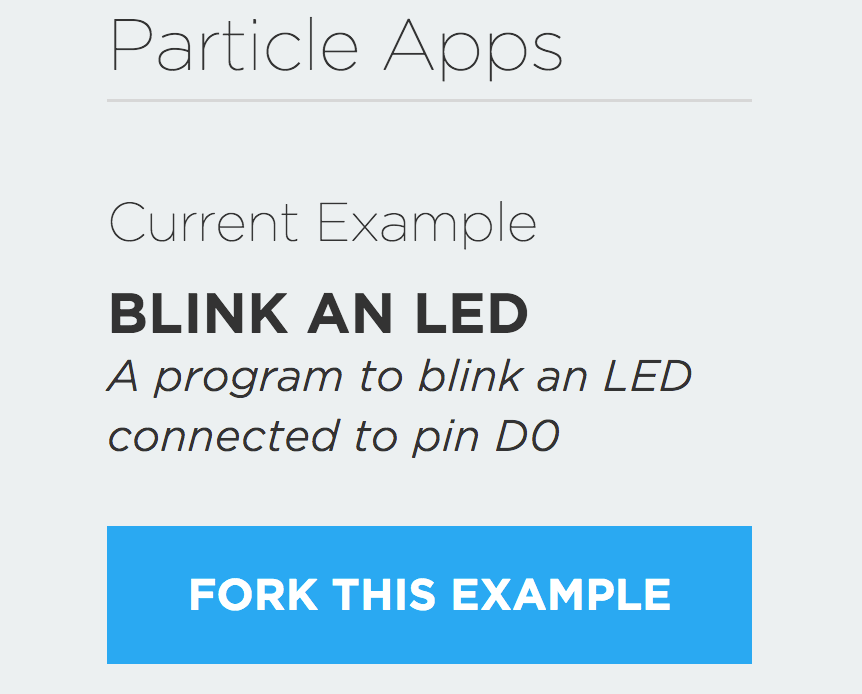 Particle Apps
Current Example
BLINK AN LED
A program to blink an LED
connected to pin D0
FORK THIS EXAMPLE